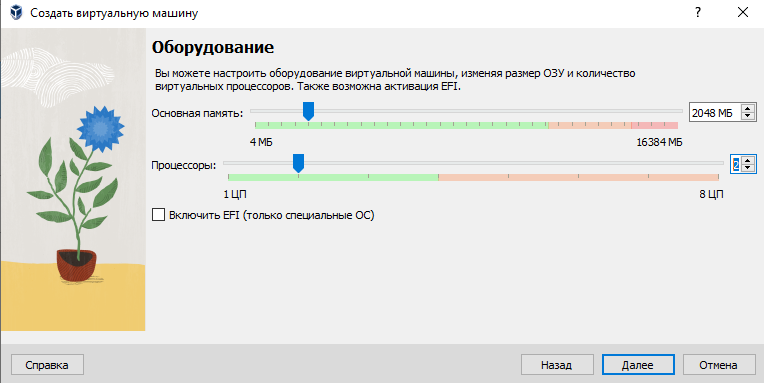 Создать виртуальную машину
Оборудование
Вы можете настроить оборудование виртуальной машины, изменяя размер ОЗУ и количество
виртуальных процессоров. Также возможна активация EFI.
Основная память: 2048 МБ
4 МБ 16384 МБ
Процессоры: 2
1 ЦП 8 ЦП
Включить EFI (только специальные ОС)
Справка Назад Далее Отмена